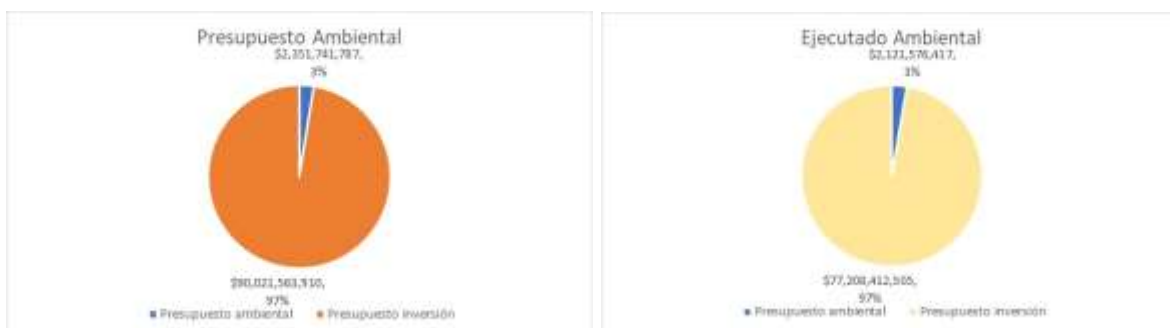 Presupuesto Ambiental
$2,351,741,787,
3%
$90,021,563,910,
97%
Presupuesto ambiental Presupuesto inversión
Ejecutado Ambiental
$2,121,576,417,
3%
$77,208,412,505,
97%
Presupuesto ambiental Presupuesto inversión